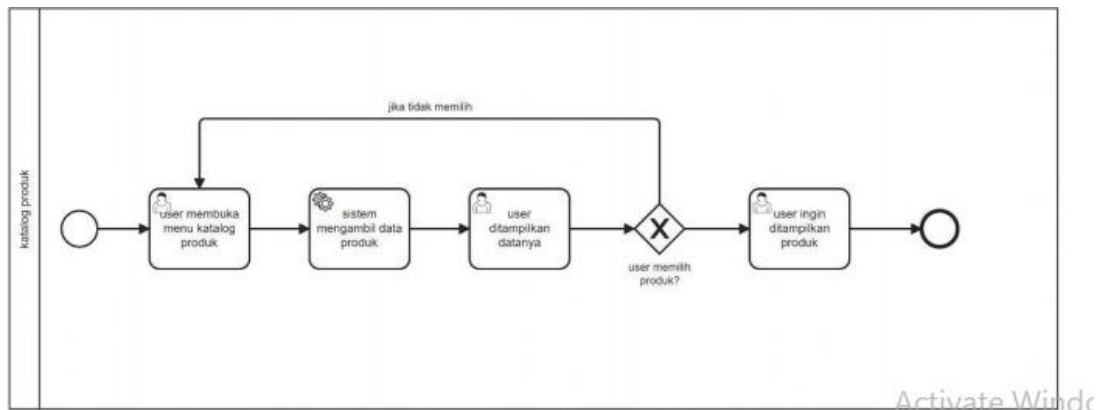 katalog produk
jika tidak memilih
user membuka
menu katalog
produk
sistem
mengambil data
produk
user
ditampilkan
datanya
X
user memilih
produk?
user ingin
ditampilkan
produk
Activate Windo